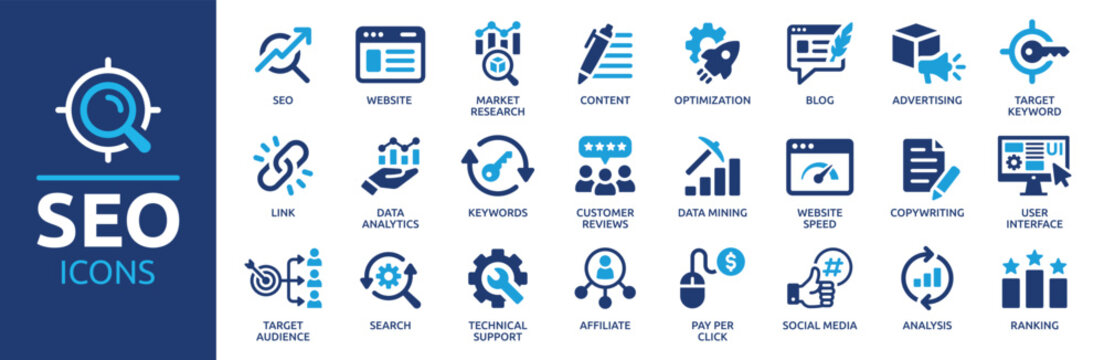 SEO
ICONS
SEO
WEBSITE
MARKET
RESEARCH
CONTENT
OPTIMIZATION
BLOG
ADVERTISING
TARGET
KEYWORD
UI
LINK
DATA
ANALYTICS
KEYWORDS
CUSTOMER
REVIEWS
DATA MINING
WEBSITE
SPEED
COPYWRITING
USER
INTERFACE
$
#
TARGET
AUDIENCE
SEARCH
TECHNICAL
SUPPORT
AFFILIATE
PAY PER
CLICK
SOCIAL MEDIA
ANALYSIS
RANKING